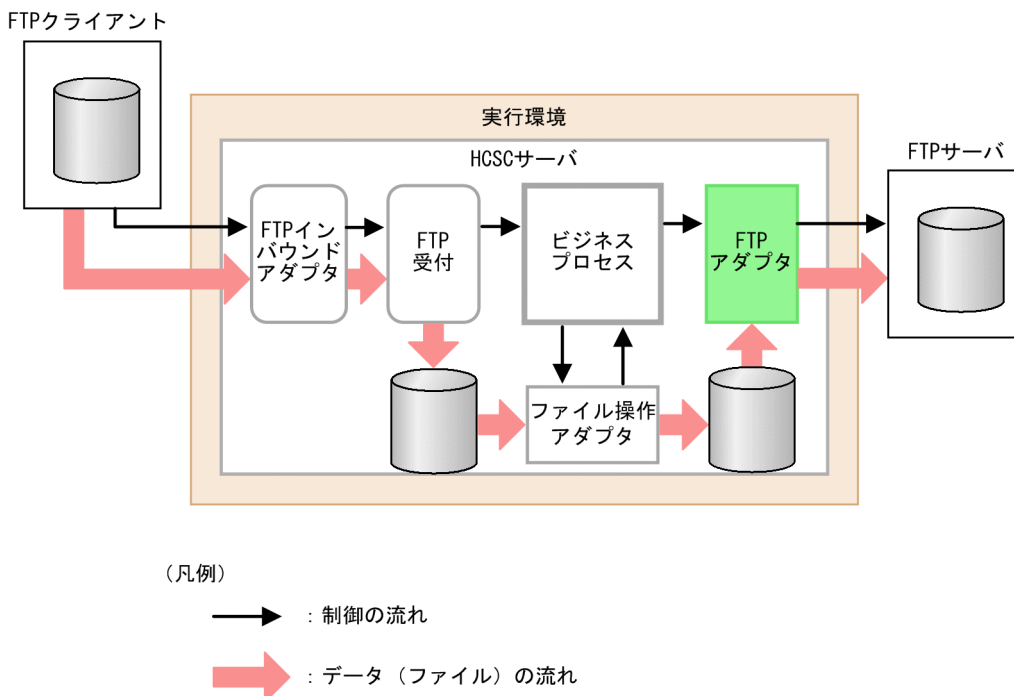 FTPクライアント
実行環境
HCSCサーバ
FTPサーバ
FTPイン
バウンド
アダプタ
FTP
受付
ビジネス
プロセス
FTP
アダプタ
ファイル操作
アダプタ
（凡例）
：制御の流れ
：データ（ファイル）の流れ